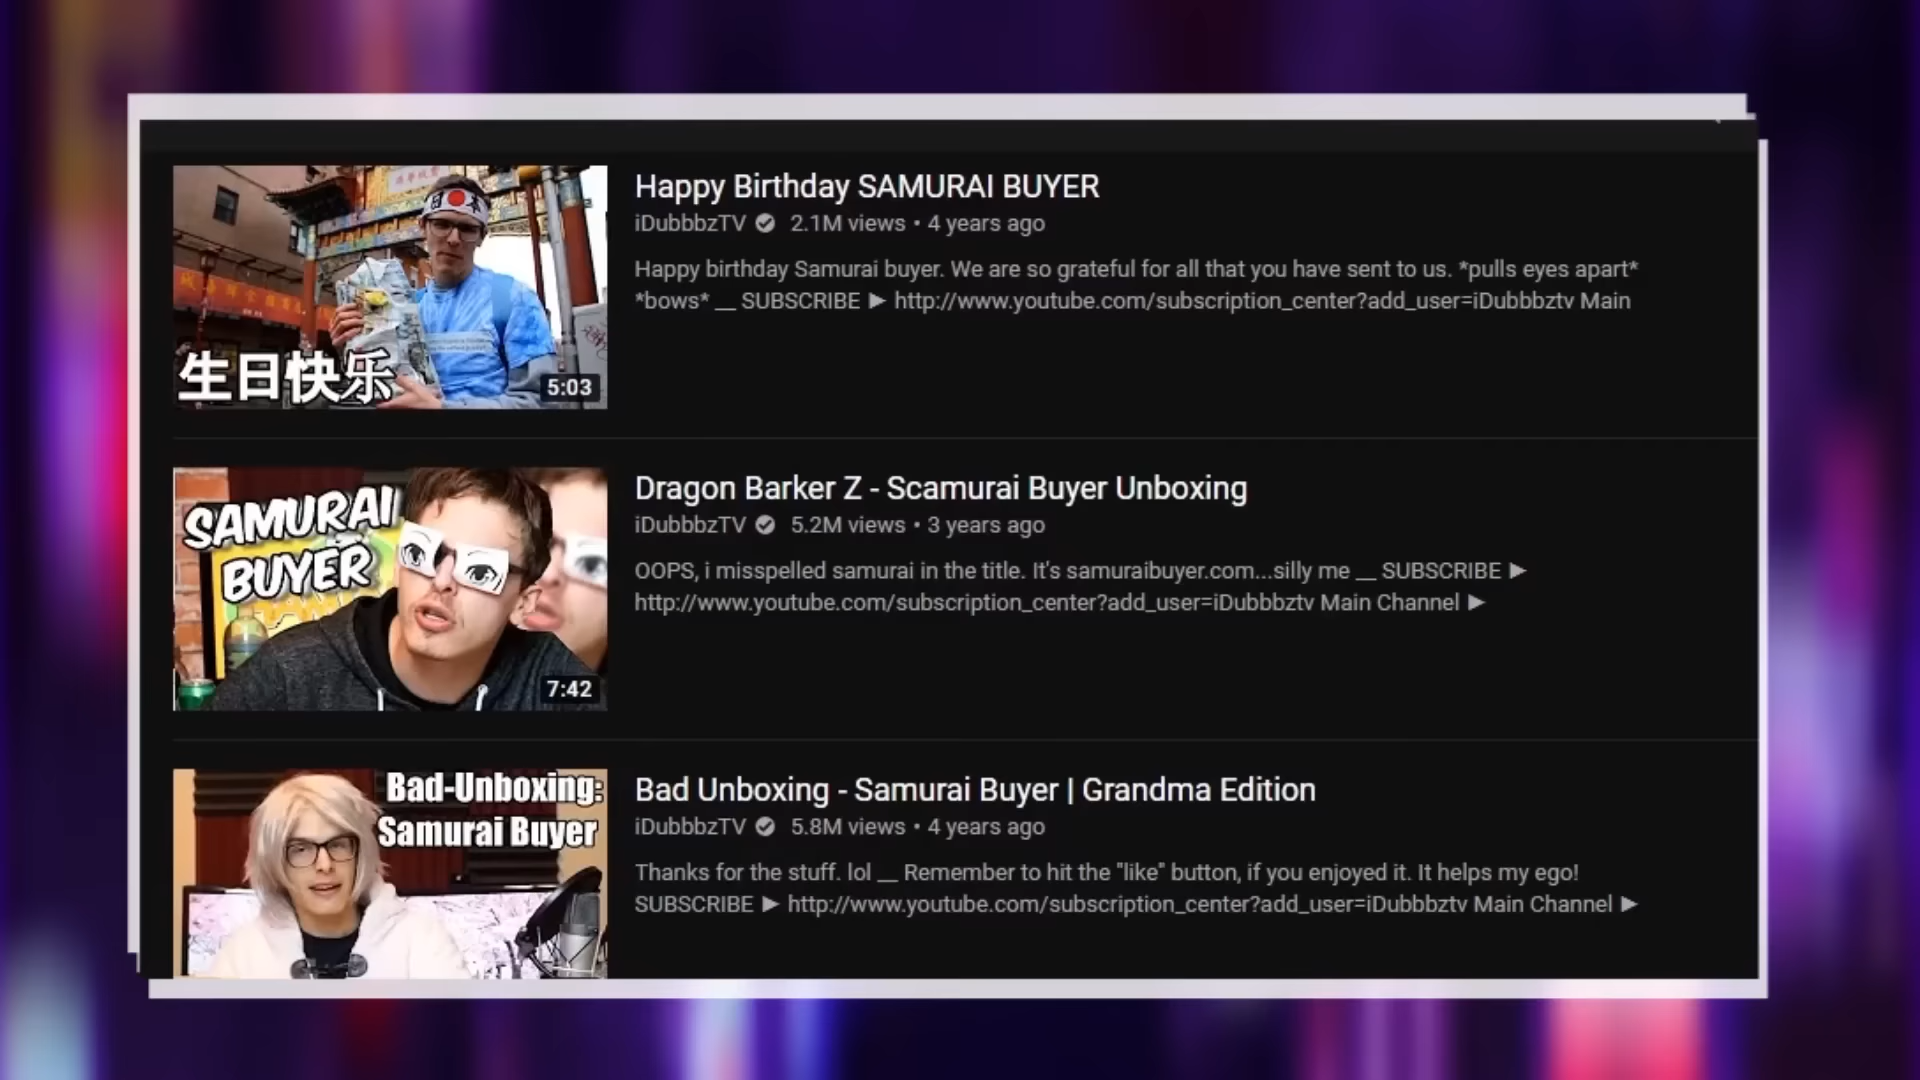 Happy Birthday SAMURAI BUYER
iDubbbzTV 2.1M views • 4 years ago
Happy birthday Samurai buyer. We are so grateful for all that you have sent to us. *pulls eyes apart*
*bows* __ SUBSCRIBE ► http://www.youtube.com/subscription_center?add_user=iDubbbztv Main
日本
生日快乐
5:03
Dragon Barker Z - Scamurai Buyer Unboxing
iDubbbzTV 5.2M views • 3 years ago
OOPS, i misspelled samurai in the title. It's samuraibuyer.com...silly me __ SUBSCRIBE ►
http://www.youtube.com/subscription_center?add_user=iDubbbztv Main Channel ►
SAMURAI
BUYER
7:42
Bad Unboxing - Samurai Buyer | Grandma Edition
iDubbbzTV 5.8M views • 4 years ago
Thanks for the stuff. lol __ Remember to hit the "like" button, if you enjoyed it. It helps my ego!
SUBSCRIBE ► http://www.youtube.com/subscription_center?add_user=iDubbbztv Main Channel ►
Bad-Unboxing:
Samurai Buyer